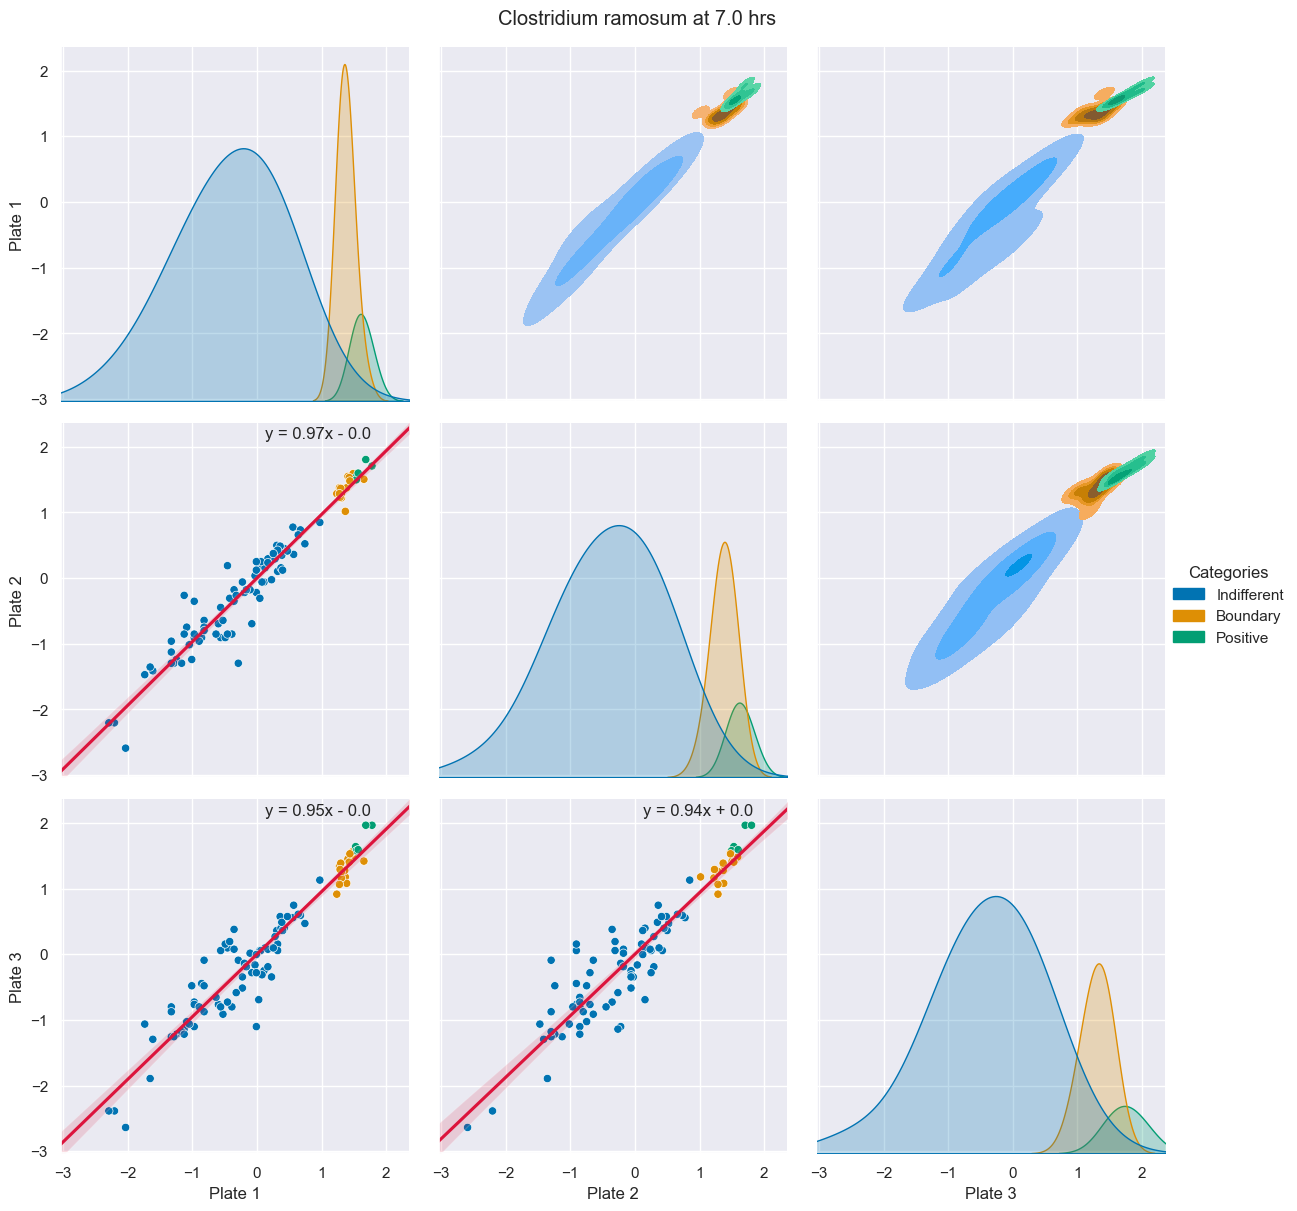 Clostridium ramosum at 7.0 hrs
2
1
0
−1
−2
−3
Plate 1
y = 0.97x - 0.0
2
1
0
−1
−2
−3
Plate 2
Categories
Indifferent
Boundary
Positive
y = 0.95x - 0.0
y = 0.94x + 0.0
2
1
0
−1
−2
−3
Plate 3
−3 −2 −1 0 1 2
−3 −2 −1 0 1 2
−3 −2 −1 0 1 2
Plate 1
Plate 2
Plate 3